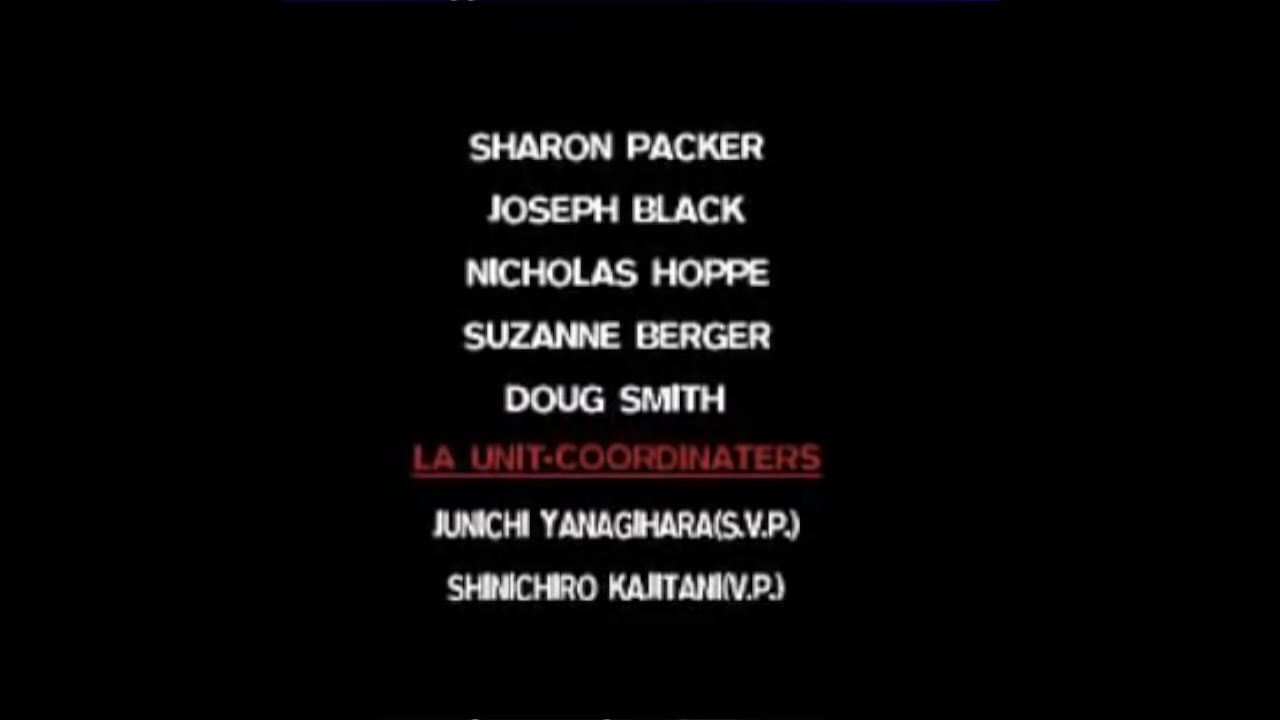 SHARON PACKER
JOSEPH BLACK
NICHOLAS HOPPE
SUZANNE BERGER
DOUG SMITH
LA UNIT-COORDINATERS
JUNICHI YANAGIHARA(S.V.P.)
SHINICHIRO KAJITANI(V.P.)